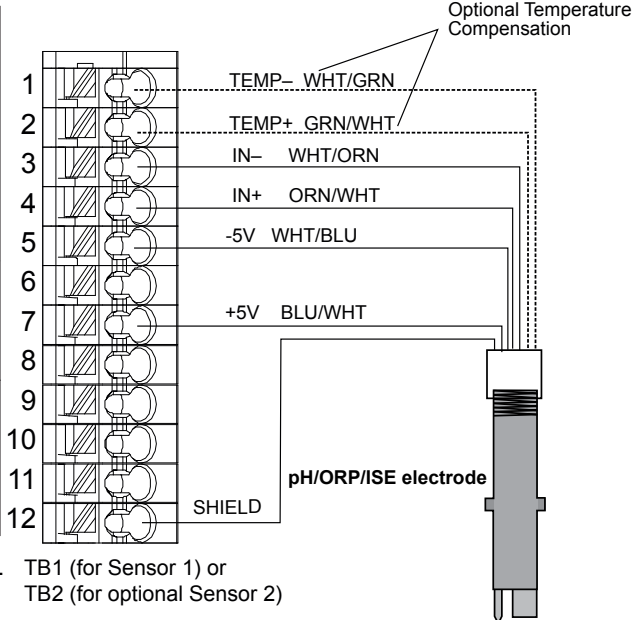 Optional Temperature
Compensation
1 TEMP– WHT/GRN
2 TEMP+ GRN/WHT
3 IN– WHT/ORN
4 IN+ ORN/WHT
5 -5V WHT/BLU
6
7 +5V BLU/WHT
8
9
10
11
pH/ORP/ISE electrode
12 SHIELD
. TB1 (for Sensor 1) or
TB2 (for optional Sensor 2)